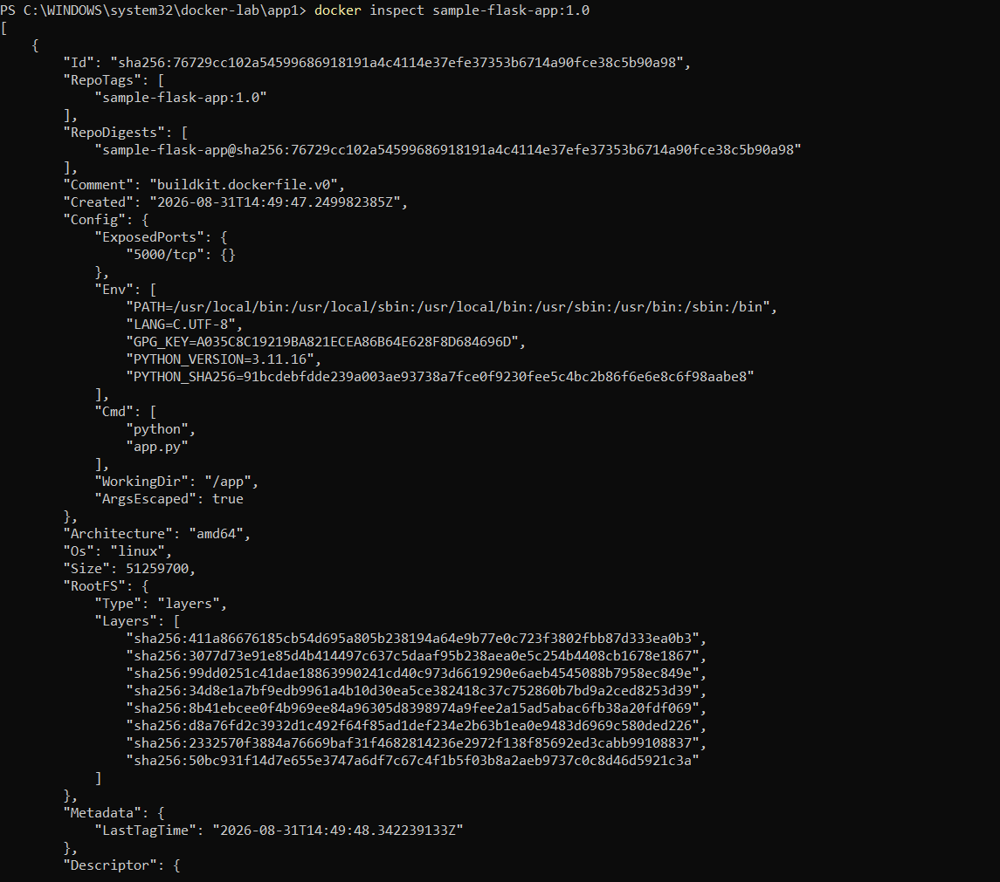 PS C:\WINDOWS\system32\docker-lab\app1> docker inspect sample-flask-app:1.0
[
    {
        "Id": "sha256:76729cc102a54599686918191a4c4114e37efe37353b6714a90fce38c5b90a98",
        "RepoTags": [
            "sample-flask-app:1.0"
        ],
        "RepoDigests": [
            "sample-flask-app@sha256:76729cc102a54599686918191a4c4114e37efe37353b6714a90fce38c5b90a98"
        ],
        "Comment": "buildkit.dockerfile.v0",
        "Created": "2026-08-31T14:49:47.249982385Z",
        "Config": {
            "ExposedPorts": {
                "5000/tcp": {}
            },
            "Env": [
                "PATH=/usr/local/bin:/usr/local/sbin:/usr/local/bin:/usr/sbin:/usr/bin:/sbin:/bin",
                "LANG=C.UTF-8",
                "GPG_KEY=A035C8C19219BA821ECEA86B64E628F8D684696D",
                "PYTHON_VERSION=3.11.16",
                "PYTHON_SHA256=91bcdebfdde239a003ae93738a7fce0f9230fee5c4bc2b86f6e6e8c6f98aabe8"
            ],
            "Cmd": [
                "python",
                "app.py"
            ],
            "WorkingDir": "/app",
            "ArgsEscaped": true
        },
        "Architecture": "amd64",
        "Os": "linux",
        "Size": 51259700,
        "RootFS": {
            "Type": "layers",
            "Layers": [
                "sha256:411a86676185cb54d695a805b238194a64e9b77e0c723f3802fbb87d333ea0b3",
                "sha256:3077d73e91e85d4b414497c637c5daaf95b238aea0e5c254b4408cb1678e1867",
                "sha256:99dd0251c41dae18863990241cd40c973d6619290e6aeb4545088b7958ec849e",
                "sha256:34d8e1a7bf9edb9961a4b10d30ea5ce382418c37c752860b7bd9a2ced8253d39",
                "sha256:8b41ebcee0f4b969ee84a96305d8398974a9fee2a15ad5abac6fb38a20fdf069",
                "sha256:d8a76fd2c3932d1c492f64f85ad1def234e2b63b1ea0e9483d6969c580ded226",
                "sha256:2332570f3884a76669baf31f4682814236e2972f138f85692ed3cabb99108837",
                "sha256:50bc931f14d7e655e3747a6df7c67c4f1b5f03b8a2aeb9737c0c8d46d5921c3a"
            ]
        },
        "Metadata": {
            "LastTagTime": "2026-08-31T14:49:48.342239133Z"
        },
        "Descriptor": {